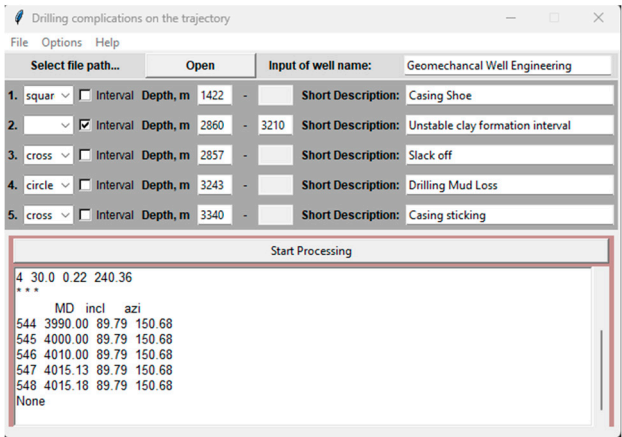 Drilling complications on the trajectory
File Options Help
Select file path... Open Input of well name: Geomechancal Well Engineering
1. squar Interval Depth, m 1422 - Short Description: Casing Shoe
2. Interval Depth, m 2860 - 3210 Short Description: Unstable clay formation interval
3. cross Interval Depth, m 2857 - Short Description: Slack off
4. circle Interval Depth, m 3243 - Short Description: Drilling Mud Loss
5. cross Interval Depth, m 3340 - Short Description: Casing sticking
Start Processing
4 30.0 0.22 240.36
* * *
MD incl azi
544 3990.00 89.79 150.68
545 4000.00 89.79 150.68
546 4010.00 89.79 150.68
547 4015.13 89.79 150.68
548 4015.18 89.79 150.68
None